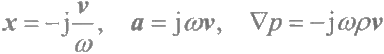 x = −j v/ω, a = jωv, ∇p = −jωρv